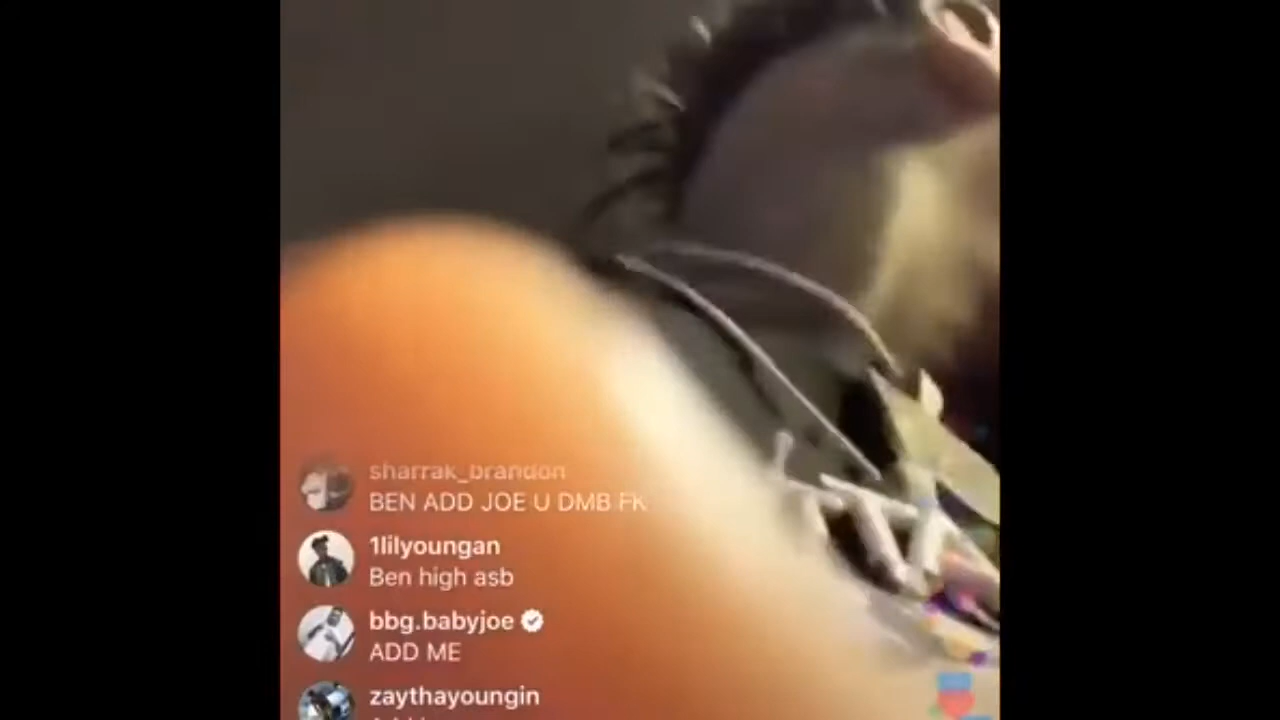 sharrak_brandon
BEN ADD JOE U DMB FK
1lilyoungan
Ben high asb
bbg.babyjoe
ADD ME
zaythayoungin